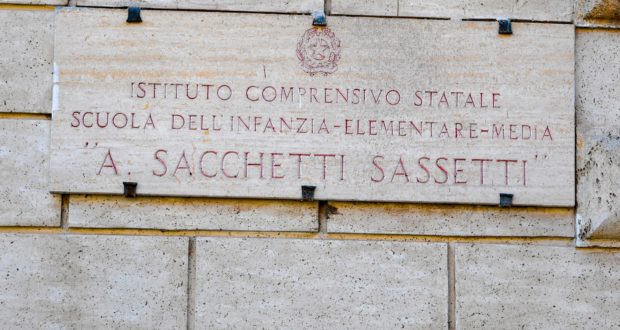 ISTITUTO COMPRENSIVO STATALE
SCUOLA DELL'INFANZIA-ELEMENTARE-MEDIA
"A. SACCHETTI SASSETTI"